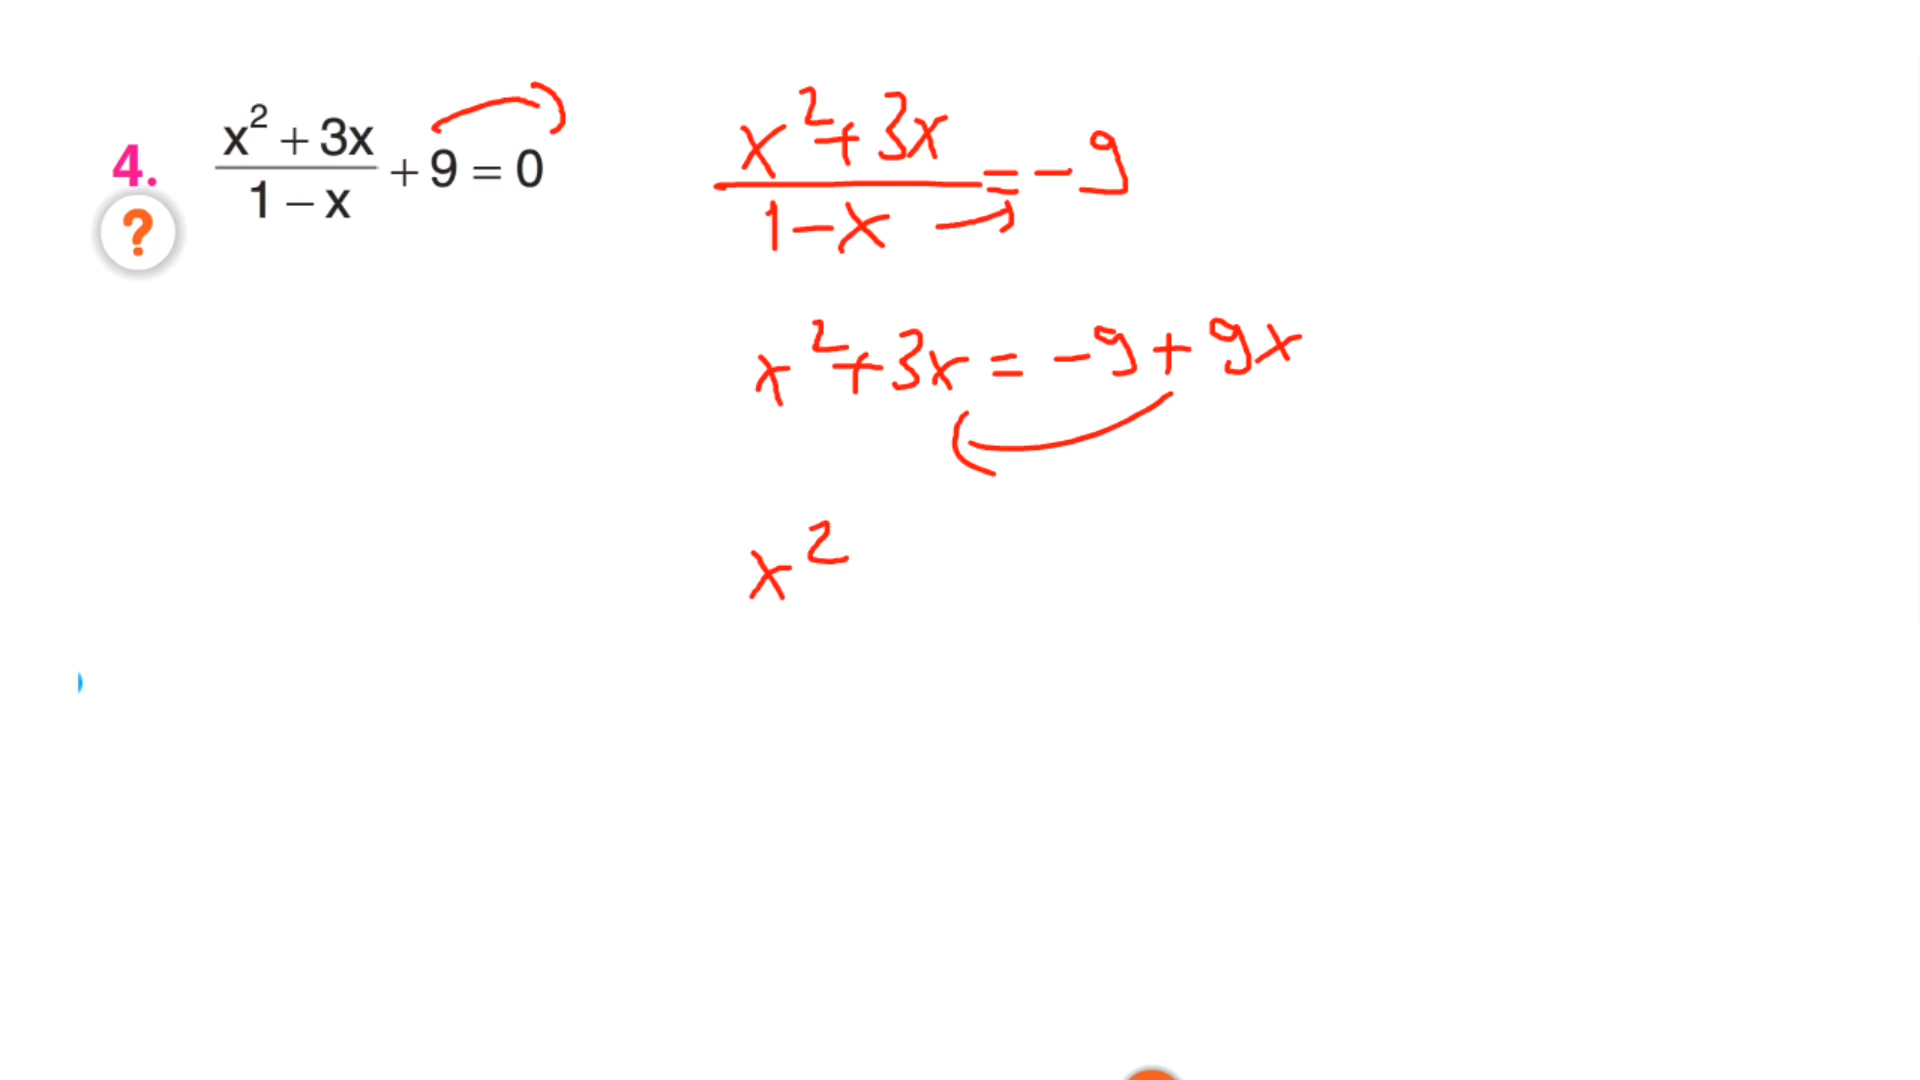 4. (x² + 3x)/(1 − x) + 9 = 0
?
(x² + 3x)/(1 − x) = −9
x² + 3x = −9 + 9x
x²